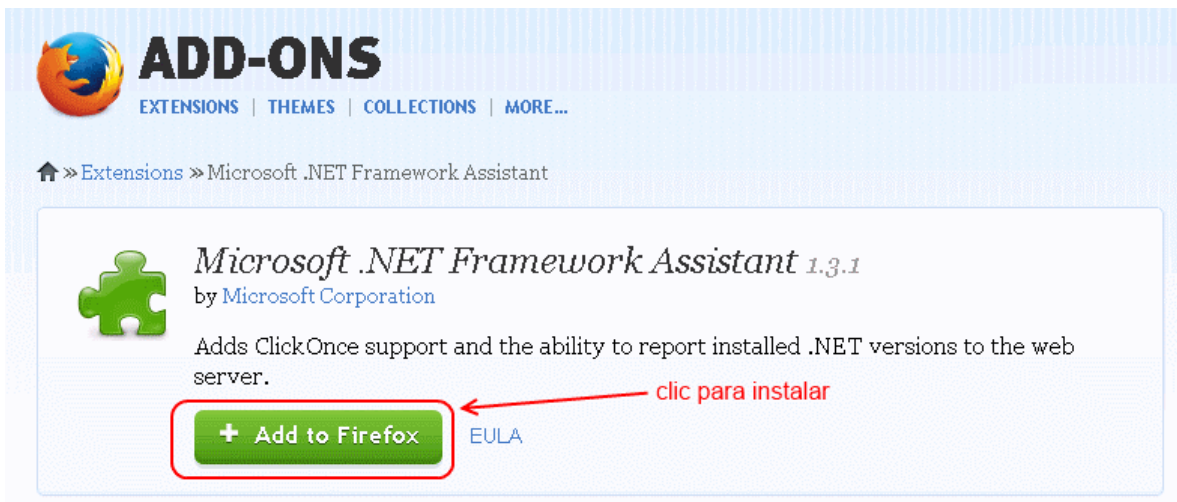 ADD-ONS
EXTENSIONS | THEMES | COLLECTIONS | MORE...
» Extensions » Microsoft .NET Framework Assistant
Microsoft .NET Framework Assistant 1.3.1
by Microsoft Corporation
Adds ClickOnce support and the ability to report installed .NET versions to the web
server.
clic para instalar
+ Add to Firefox EULA